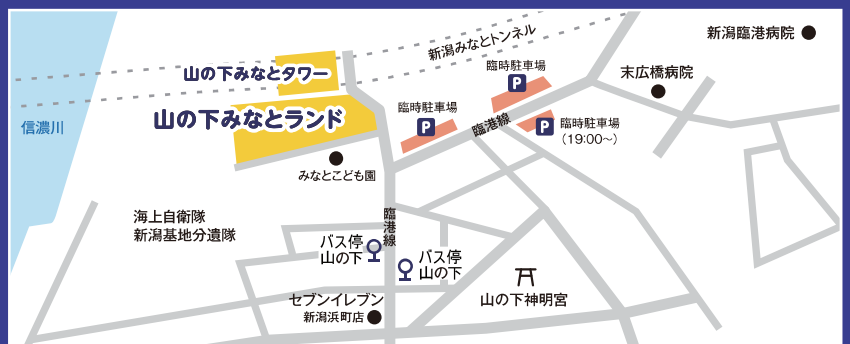 新潟みなとトンネル
新潟臨港病院
山の下みなとタワー
臨時駐車場
P
末広橋病院
臨時駐車場
P
山の下みなとランド
臨港線
P
臨時駐車場
（19:00〜）
信濃川
みなとこども園
海上自衛隊
新潟基地分遣隊
臨港線
バス停
山の下
バス停
山の下
山の下神明宮
セブンイレブン
新潟浜町店